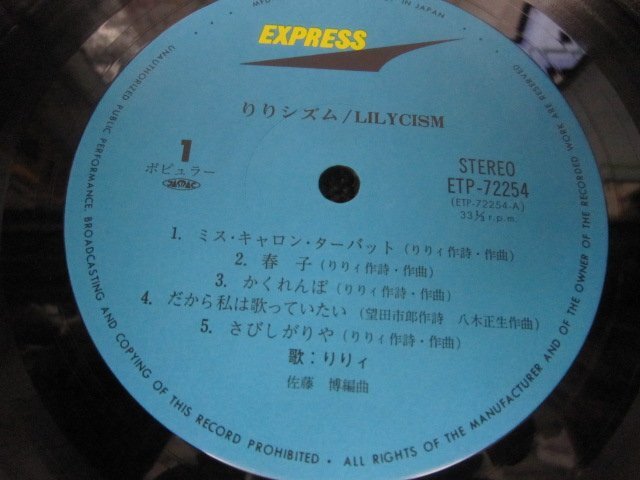 MFD IN JAPAN
EXPRESS
りりシズム/LILYCISM
1
ポピュラー
STEREO
ETP-72254
(ETP-72254-A)
33⅓ r.p.m.
1. ミス・キャロン・ターバット (りりィ作詩・作曲)
2. 春 子 (りりィ作詩・作曲)
3. かくれんぼ (りりィ作詩・作曲)
4. だから私は歌っていたい (望田市郎作詩 八木正生作曲)
5. さびしがりや (りりィ作詩・作曲)
歌：りりィ
佐藤 博編曲
UNAUTHORIZED PUBLIC PERFORMANCE, BROADCASTING AND COPYING OF THIS RECORD PROHIBITED • ALL RIGHTS OF THE MANUFACTURER AND OF THE OWNER OF THE RECORDED WORK ARE RESERVED